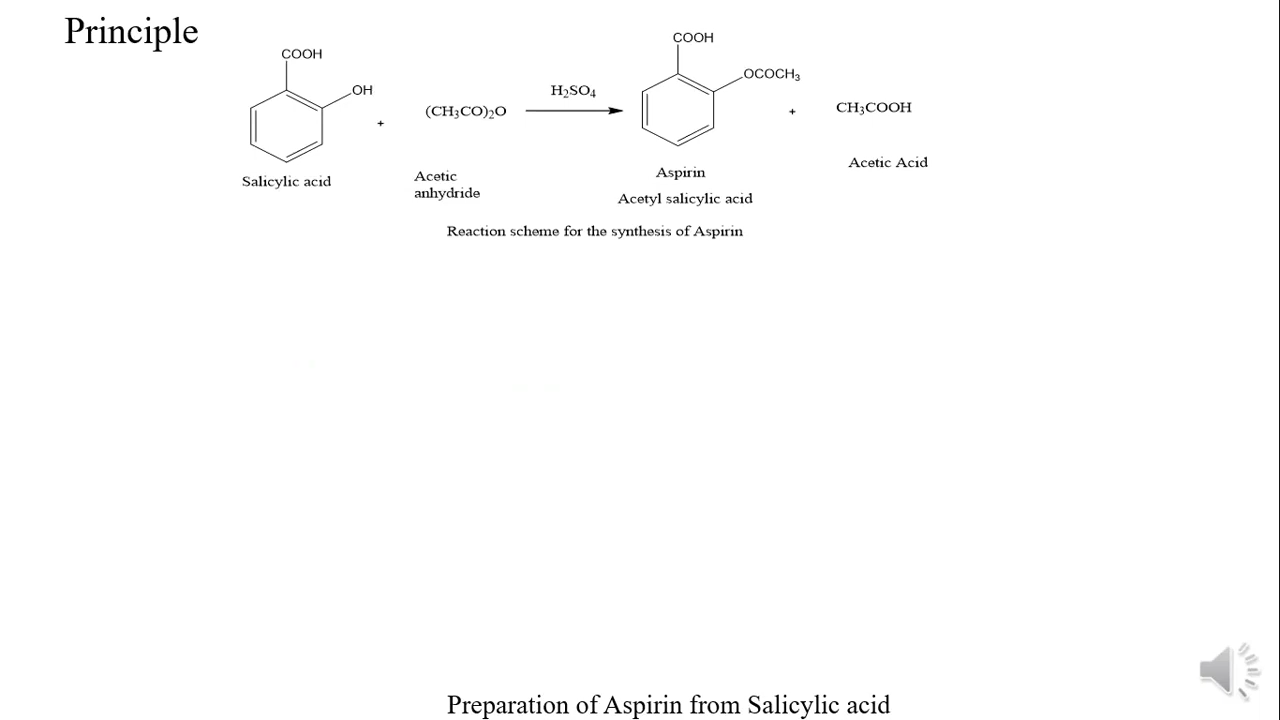 Principle
COOH
OH
+
(CH₃CO)₂O
H₂SO₄
COOH
OCOCH₃
+
CH₃COOH
Salicylic acid
Acetic
anhydride
Aspirin
Acetyl salicylic acid
Acetic Acid
Reaction scheme for the synthesis of Aspirin
Preparation of Aspirin from Salicylic acid